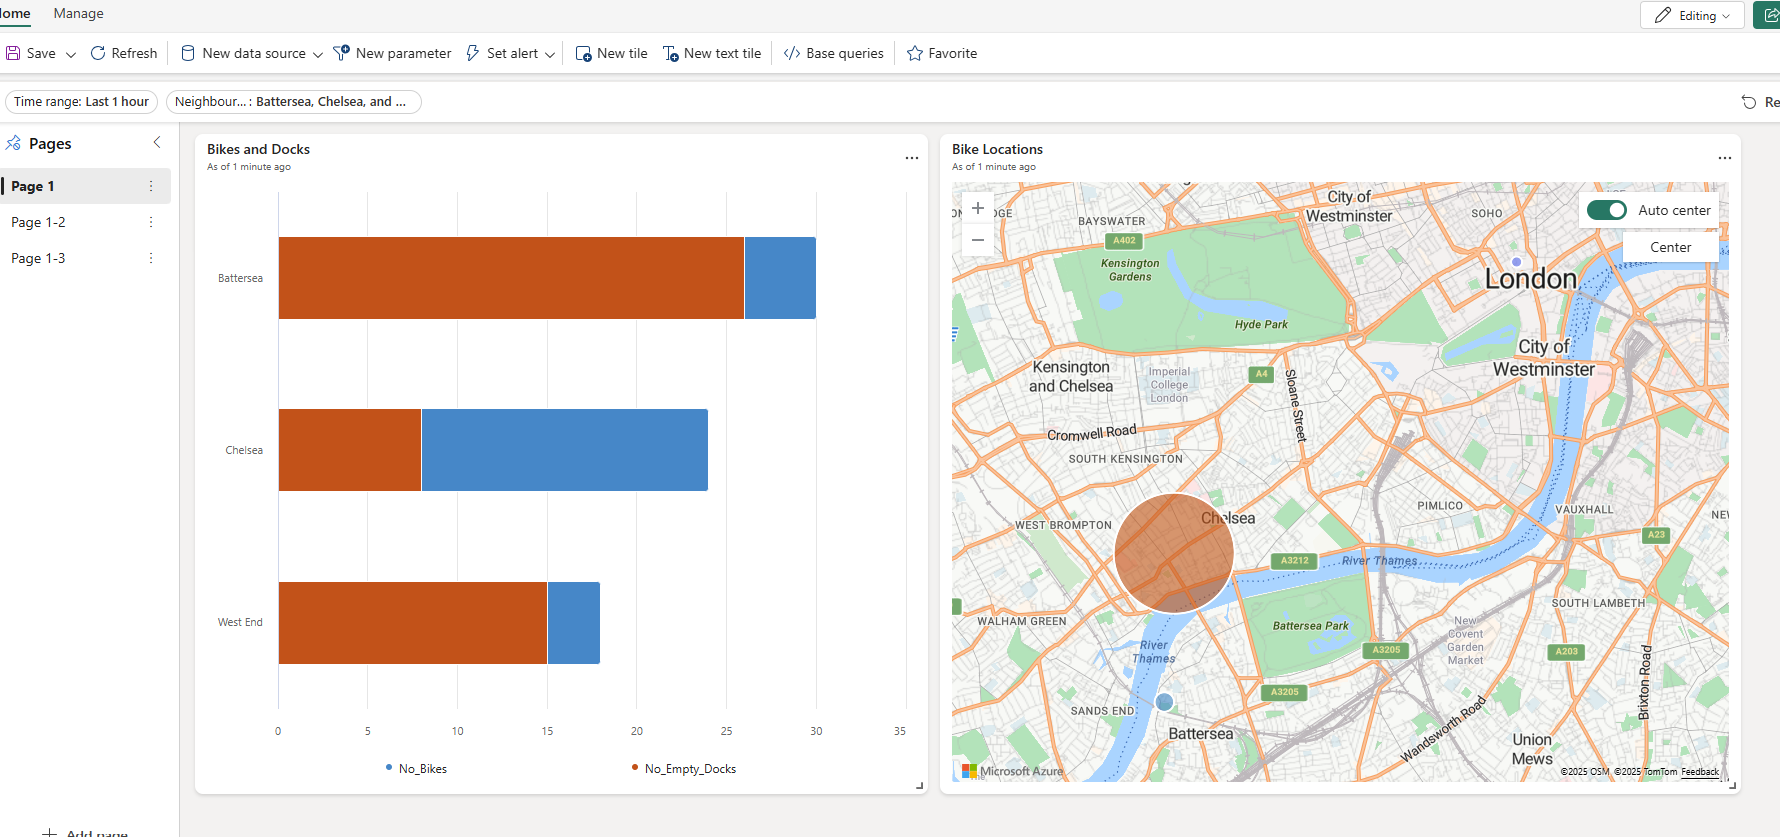 Home Manage Editing
Save Refresh New data source New parameter Set alert New tile New text tile Base queries Favorite
Time range: Last 1 hour Neighbour... : Battersea, Chelsea, and ... Re
Pages
Page 1
Page 1-2
Page 1-3
Add page
Bikes and Docks
As of 1 minute ago
Battersea
Chelsea
West End
0 5 10 15 20 25 30 35
No_Bikes No_Empty_Docks
Bike Locations
As of 1 minute ago
City of
Westminster
SOHO
Auto center
Center
BAYSWATER
A402
Kensington
Gardens
London
Hyde Park
City of
Westminster
Kensington
and Chelsea
Imperial
College
London
A4
Sloane Street
Cromwell Road
SOUTH KENSINGTON
WEST BROMPTON
Chelsea
PIMLICO
VAUXHALL
NEW
A23
A3212
River Thames
SOUTH LAMBETH
WALHAM GREEN
Battersea Park
New
Covent
Garden
Market
A3205
A203
River
Thames
A3205
SANDS END
Battersea
Wandsworth Road
Brixton Road
Union
Mews
Microsoft Azure
©2025 OSM ©2025 TomTom Feedback